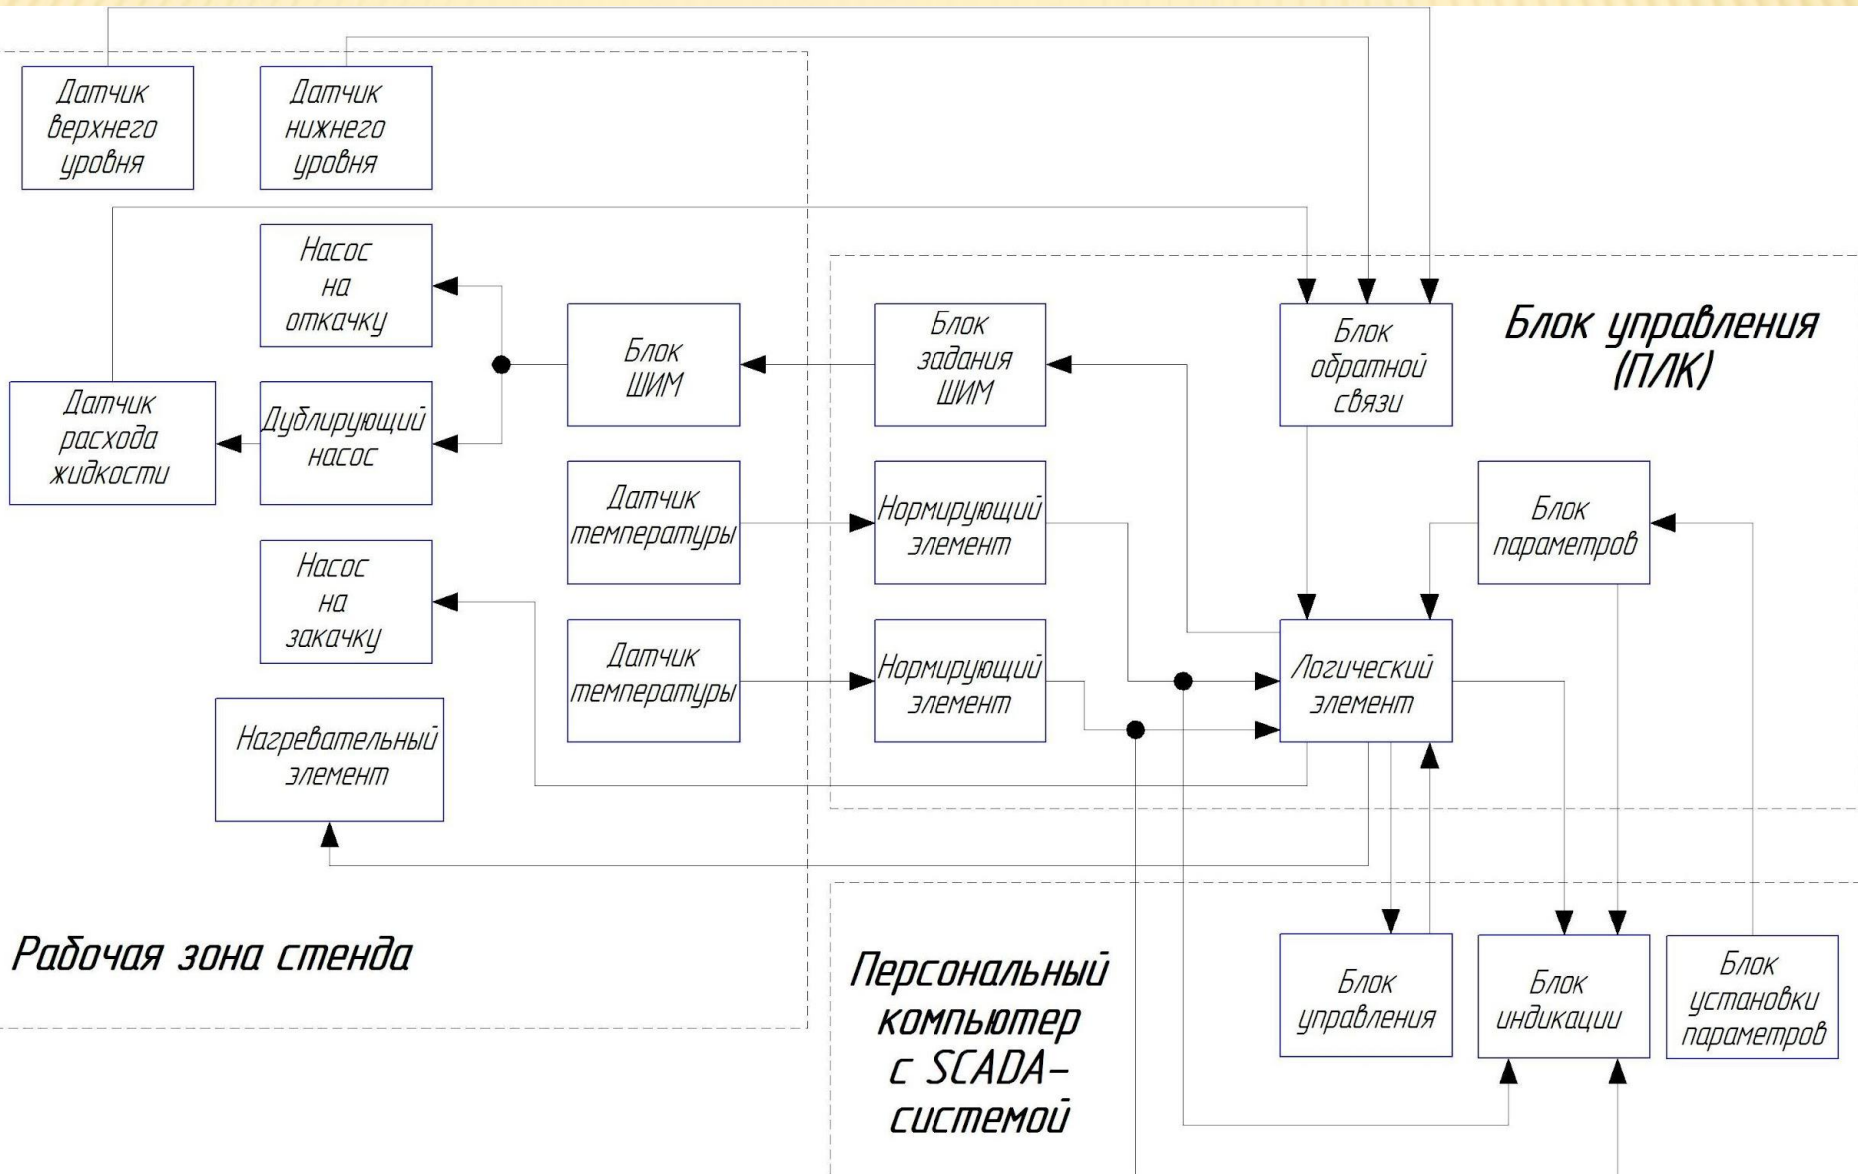 Датчик
верхнего
уровня
Датчик
нижнего
уровня
Насос
на
откачку
Блок
ШИМ
Блок
задания
ШИМ
Блок
обратной
связи
Блок управления
(ПЛК)
Датчик
расхода
жидкости
Дублирующий
насос
Датчик
температуры
Нормирующий
элемент
Блок
параметров
Насос
на
закачку
Датчик
температуры
Нормирующий
элемент
Логический
элемент
Нагревательный
элемент
Рабочая зона стенда
Персональный
компьютер
с SCADA-
системой
Блок
управления
Блок
индикации
Блок
установки
параметров